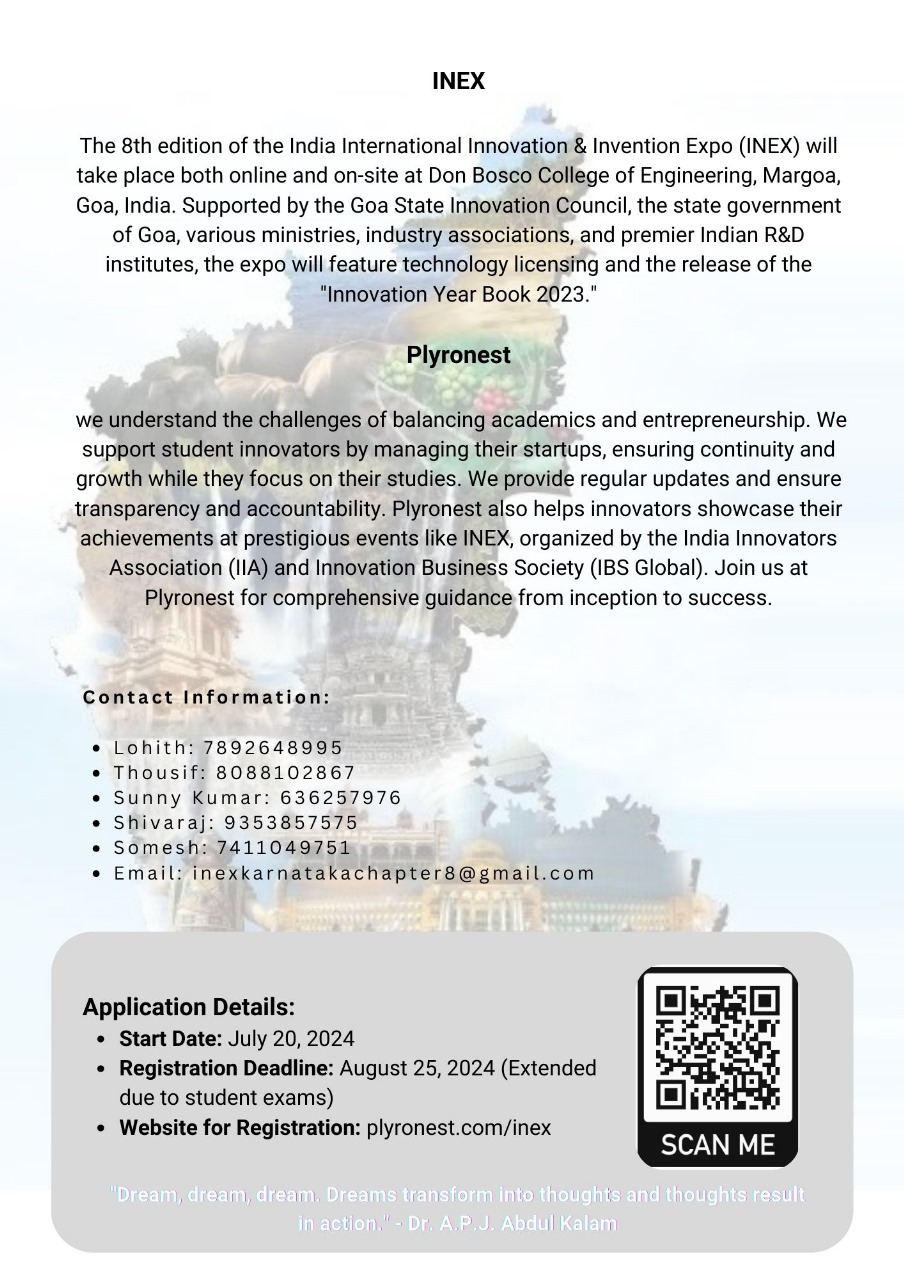 INEX
The 8th edition of the India International Innovation & Invention Expo (INEX) will
take place both online and on-site at Don Bosco College of Engineering, Margoa,
Goa, India. Supported by the Goa State Innovation Council, the state government
of Goa, various ministries, industry associations, and premier Indian R&D
institutes, the expo will feature technology licensing and the release of the
"Innovation Year Book 2023."
Plyronest
we understand the challenges of balancing academics and entrepreneurship. We
support student innovators by managing their startups, ensuring continuity and
growth while they focus on their studies. We provide regular updates and ensure
transparency and accountability. Plyronest also helps innovators showcase their
achievements at prestigious events like INEX, organized by the India Innovators
Association (IIA) and Innovation Business Society (IBS Global). Join us at
Plyronest for comprehensive guidance from inception to success.
Contact Information:
• Lohith: 7892648995
• Thousif: 8088102867
• Sunny Kumar: 636257976
• Shivaraj: 9353857575
• Somesh: 7411049751
• Email: inexkarnatakachapter8@gmail.com
Application Details:
• Start Date: July 20, 2024
• Registration Deadline: August 25, 2024 (Extended
due to student exams)
• Website for Registration: plyronest.com/inex
SCAN ME
"Dream, dream, dream. Dreams transform into thoughts and thoughts result
in action." - Dr. A.P.J. Abdul Kalam